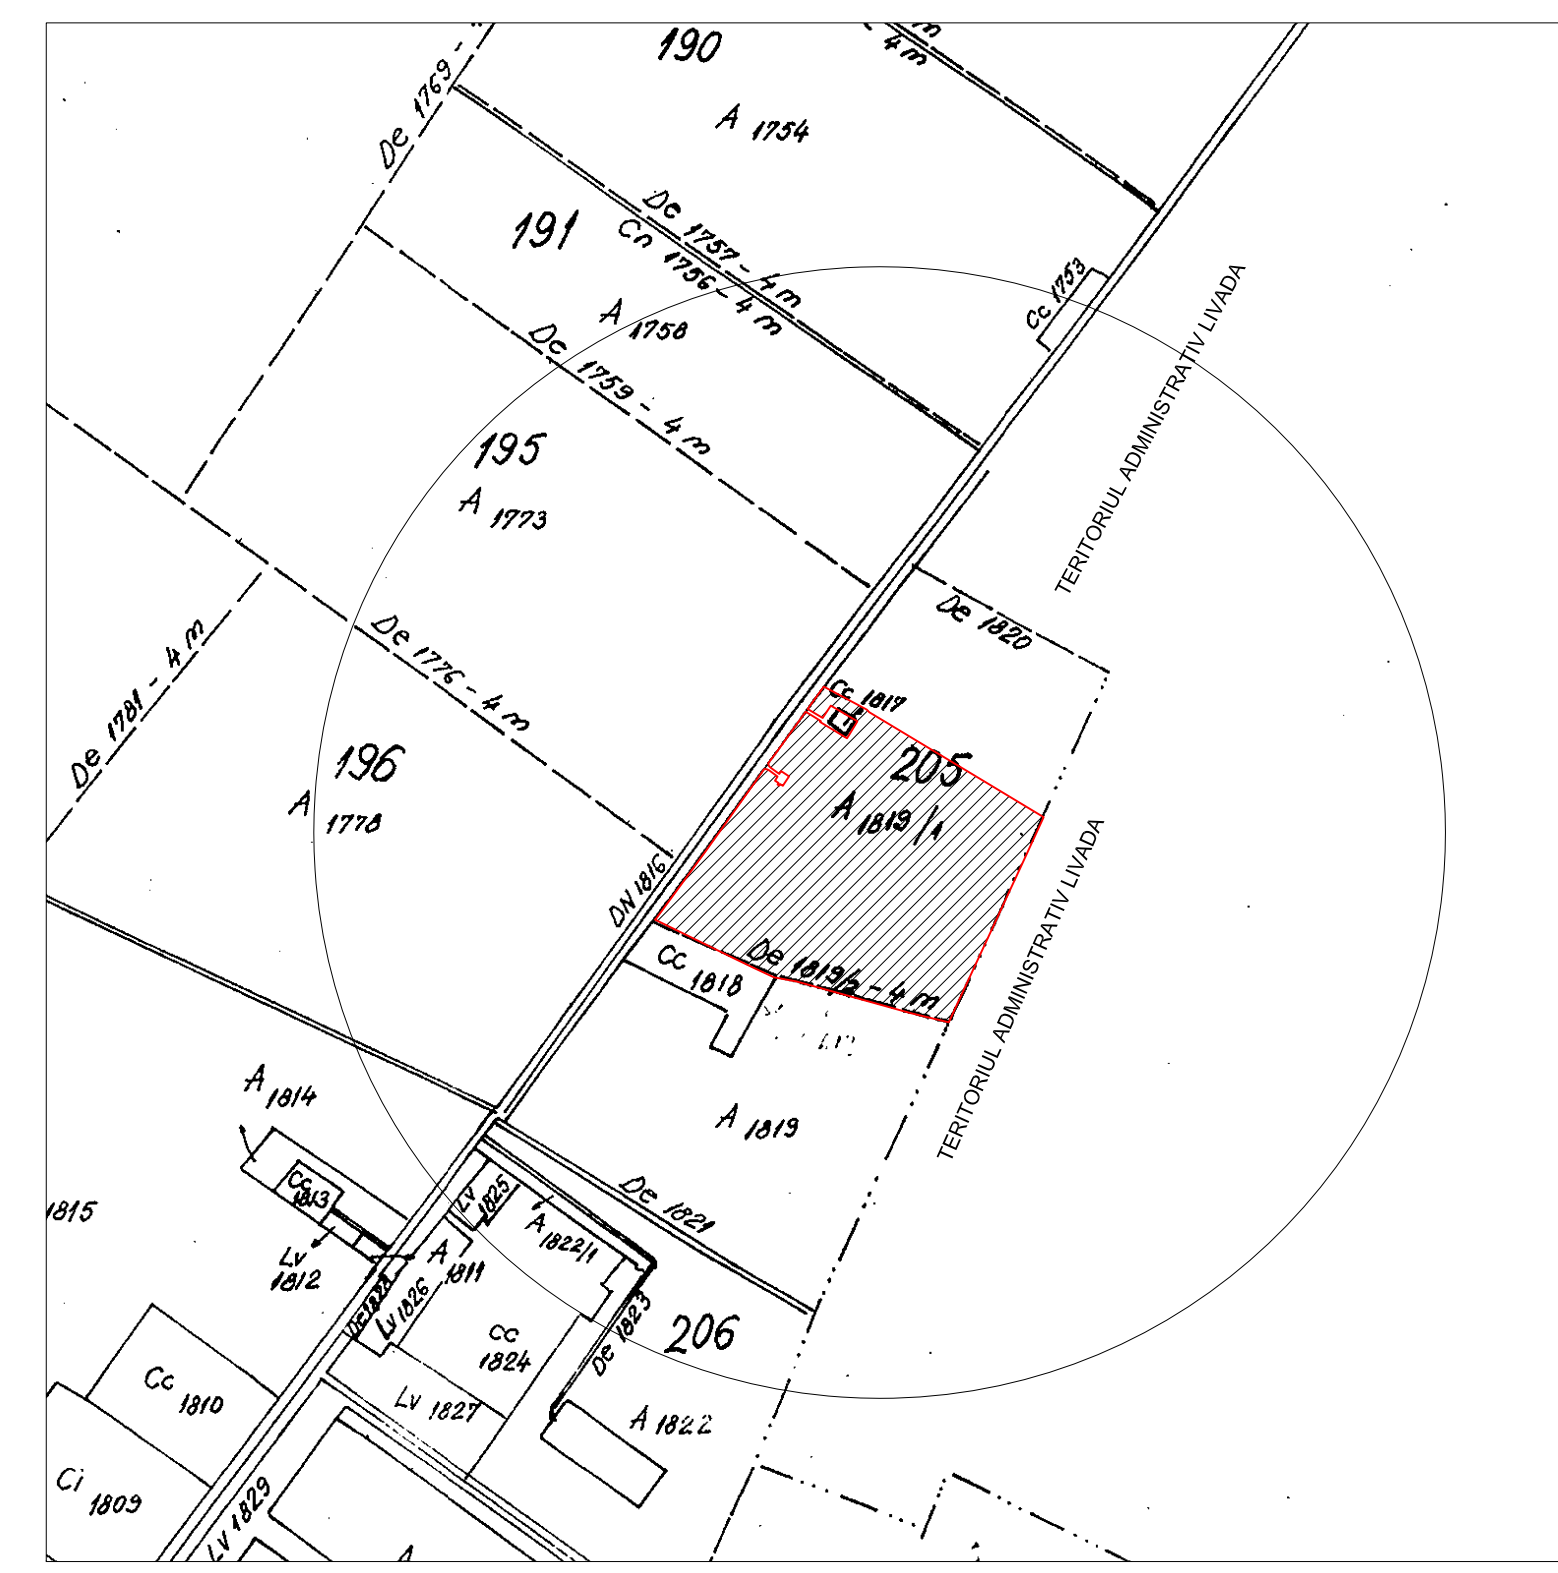 190
4 m
De 1769 -
A 1754
191
De 1757 - 4 m
Cn 1756 - 4 m
Cc 1753
TERITORIUL ADMINISTRATIV LIVADA
A 1758
De 1759 - 4 m
195
A 1773
De 1820
De 1776 - 4 m
De 1781 - 4 m
Cc 1817
196
A 1778
205
A 1819/1
DN 1816
TERITORIUL ADMINISTRATIV LIVADA
Cc 1818
De 1819/2 - 4 m
A 1814
A 1819
Cc 1813
1815
Lv 1825
De 1821
A 1822/1
Lv 1812
A 1811
Lv 1826
De 1823
206
cc 1824
Cc 1810
Lv 1827
A 1822
Ci 1809
Lv 1829
A